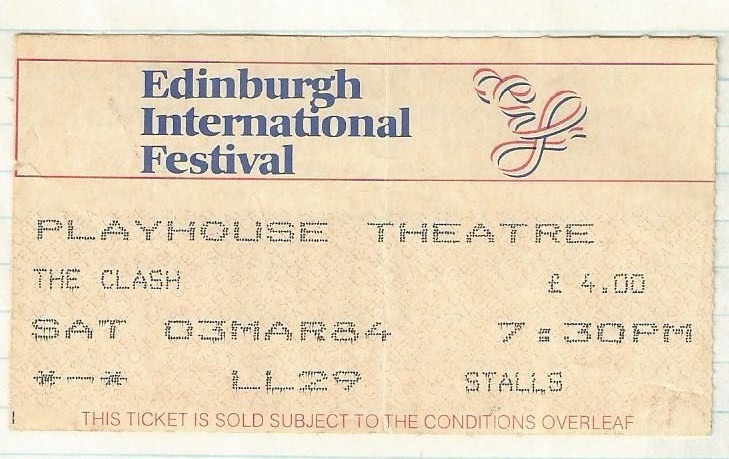 Edinburgh
International
Festival
PLAYHOUSE THEATRE
THE CLASH £ 4.00
SAT 03MAR84 7:30PM
*-* LL29 STALLS
THIS TICKET IS SOLD SUBJECT TO THE CONDITIONS OVERLEAF